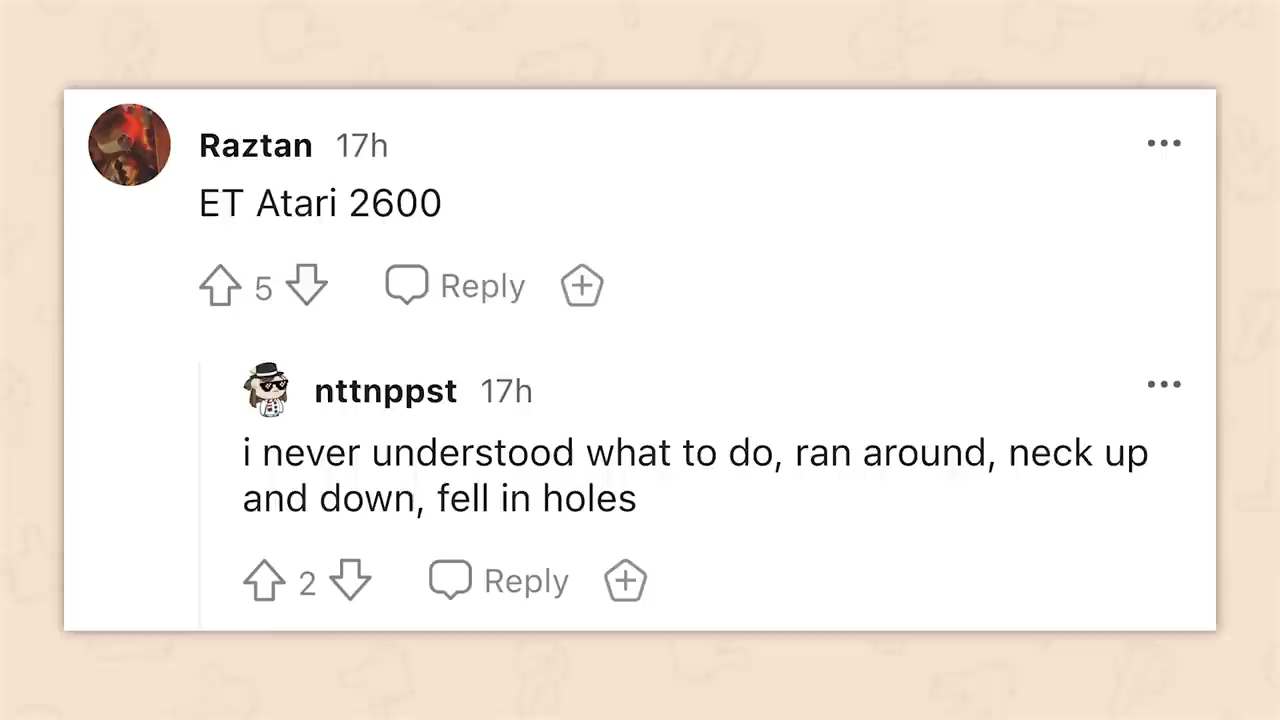 Raztan 17h
ET Atari 2600
5 Reply
nttnppst 17h
i never understood what to do, ran around, neck up
and down, fell in holes
2 Reply